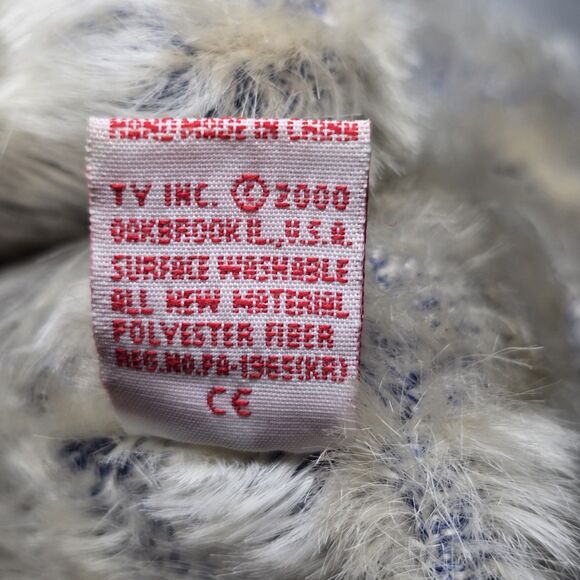 HAND MADE IN CHINA
TY INC. © 2000
OAKBROOK IL., U.S.A.
SURFACE WASHABLE
ALL NEW MATERIAL
POLYESTER FIBER
REG.NO.PA-1965(KR)
CE